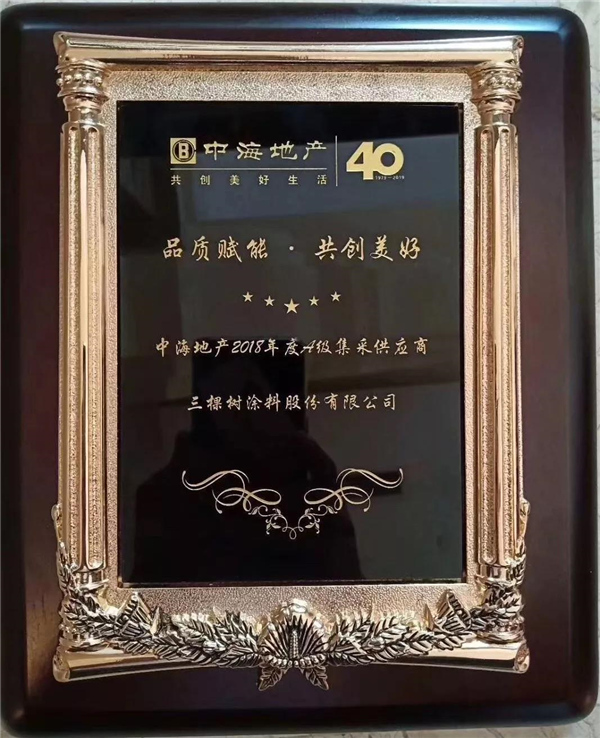 中海地产 40
共创美好生活 1979—2019
品质赋能·共创美好
中海地产2018年度A级集采供应商
三棵树涂料股份有限公司